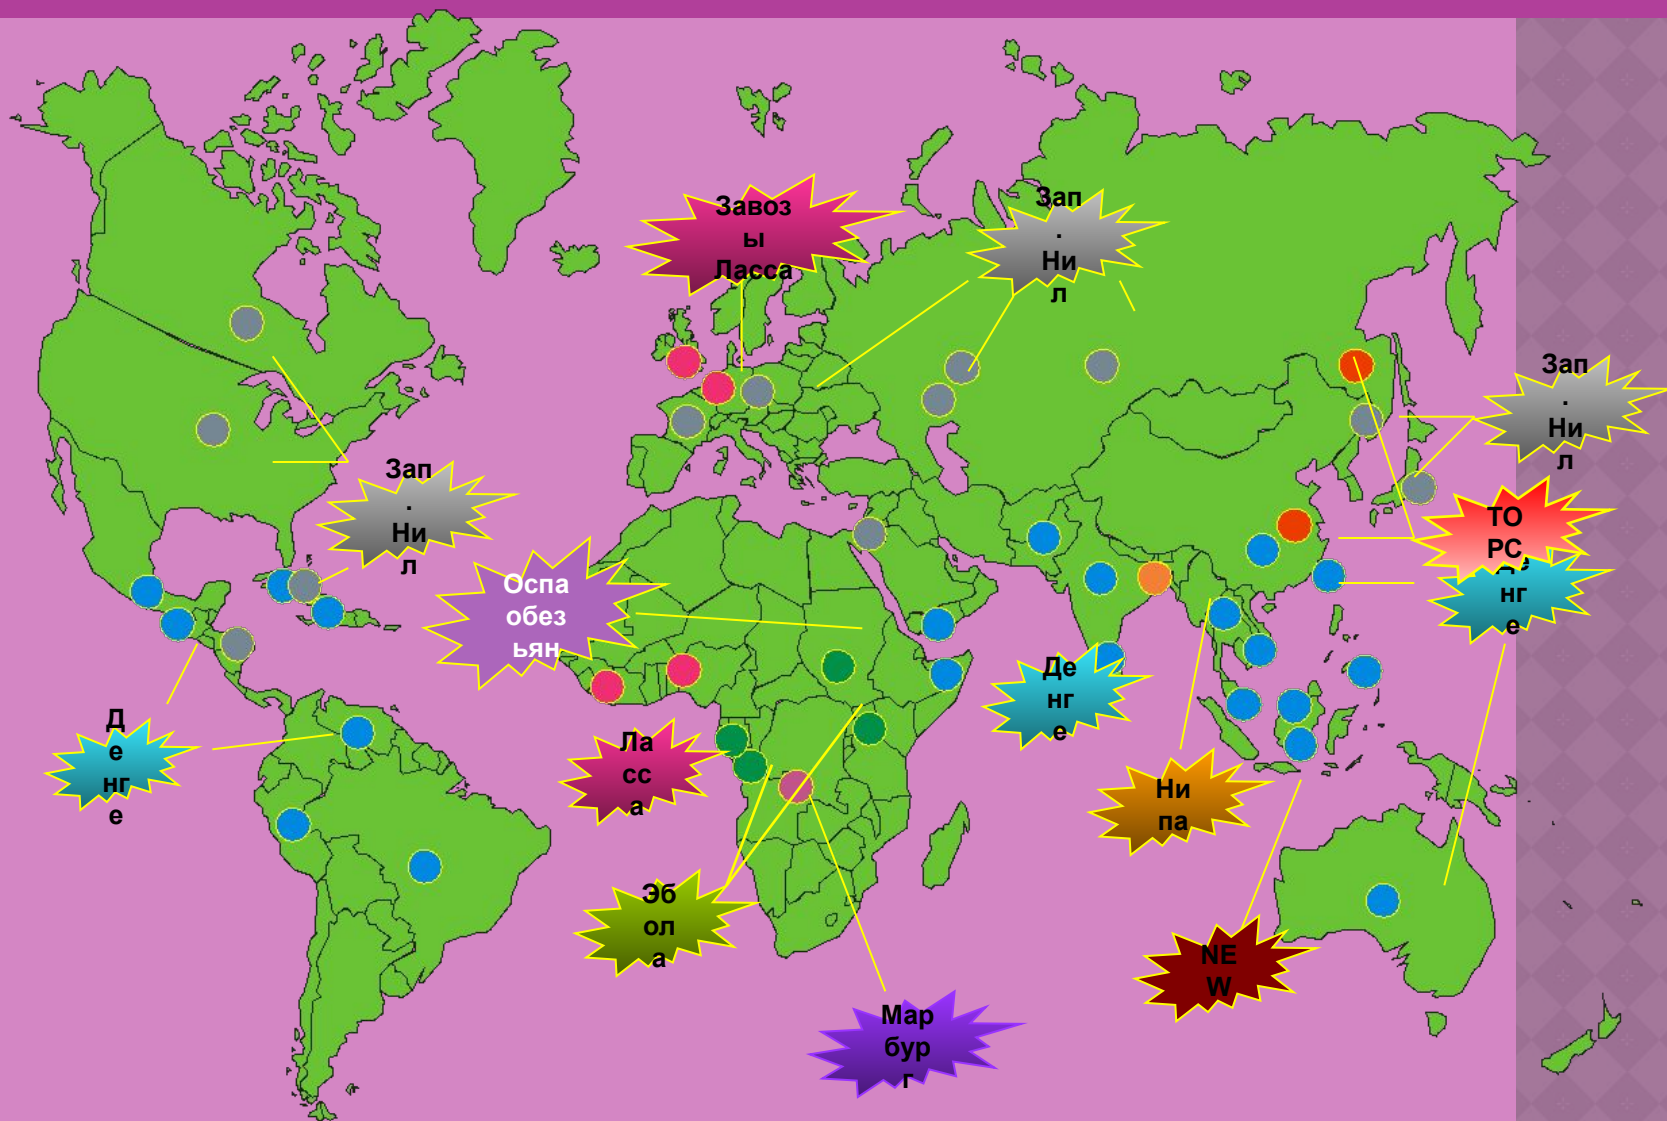 Завоз
ы
Ласса
Зап
.
Ни
л
Зап
.
Ни
л
Зап
.
Ни
л
ТО
РС
Де
нг
е
Оспа
обез
ьян
Де
нг
е
Д
е
нг
е
Ла
сс
а
Ни
па
Эб
ол
а
NE
W
Мар
бур
г